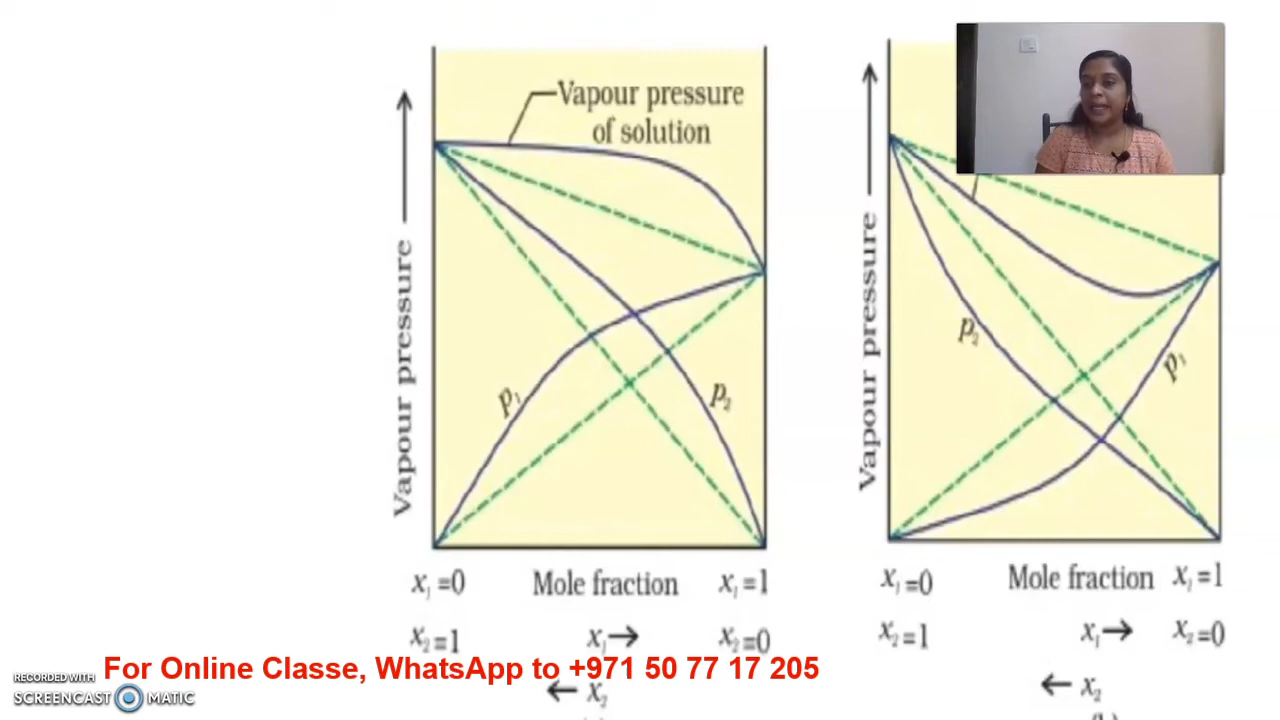 Vapour pressure
of solution
Vapour pressure
p₁
p₂
x₁=0 Mole fraction x₁=1
x₂=1 x₁→ x₂=0
← x₂
Vapour pressure
p₂
p₁
x₁=0 Mole fraction x₁=1
x₂=1 x₁→ x₂=0
← x₂
For Online Classe, WhatsApp to +971 50 77 17 205
RECORDED WITH
SCREENCAST MATIC